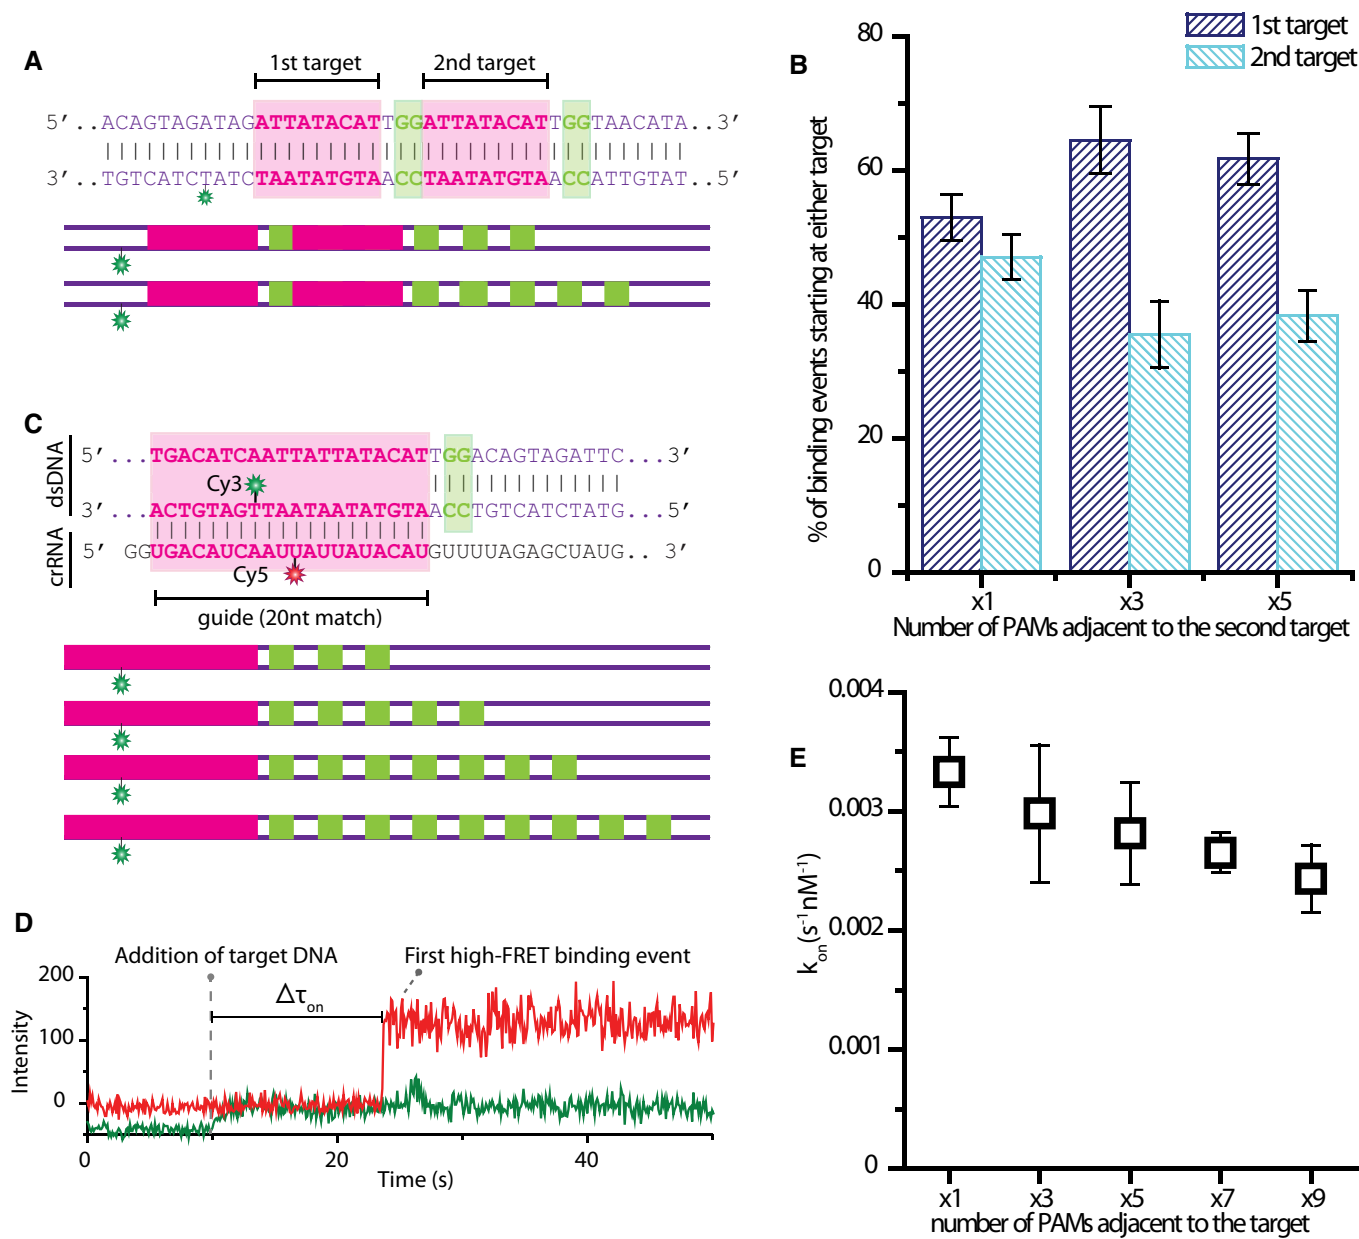 A
1st target
2nd target
5’..ACAGTAGATAGATTATACATTGGATTATACATTGGTAACATA..3’
3’..TGTCATCTATCTAATATGTAACCTAATATGTAACCATTGTAT..5’
B
1st target
2nd target
80
60
40
20
0
% of binding events starting at either target
x1
x3
x5
Number of PAMs adjacent to the second target
C
dsDNA
5’...TGACATCAATTATTATACATTGGACAGTAGATTC...3’
Cy3
3’...ACTGTAGTTAATAATATGTAACCTGTCATCTATG...5’
crRNA
5’ GGUGACAUCAAUUAUUAUACAUGUUUUAGAGCUAUG.. 3’
Cy5
guide (20nt match)
D
Addition of target DNA
First high-FRET binding event
Δτon
200
100
0
Intensity
0
20
40
Time (s)
E
0.004
0.003
0.002
0.001
0
kon(s-1nM-1)
x1
x3
x5
x7
x9
number of PAMs adjacent to the target